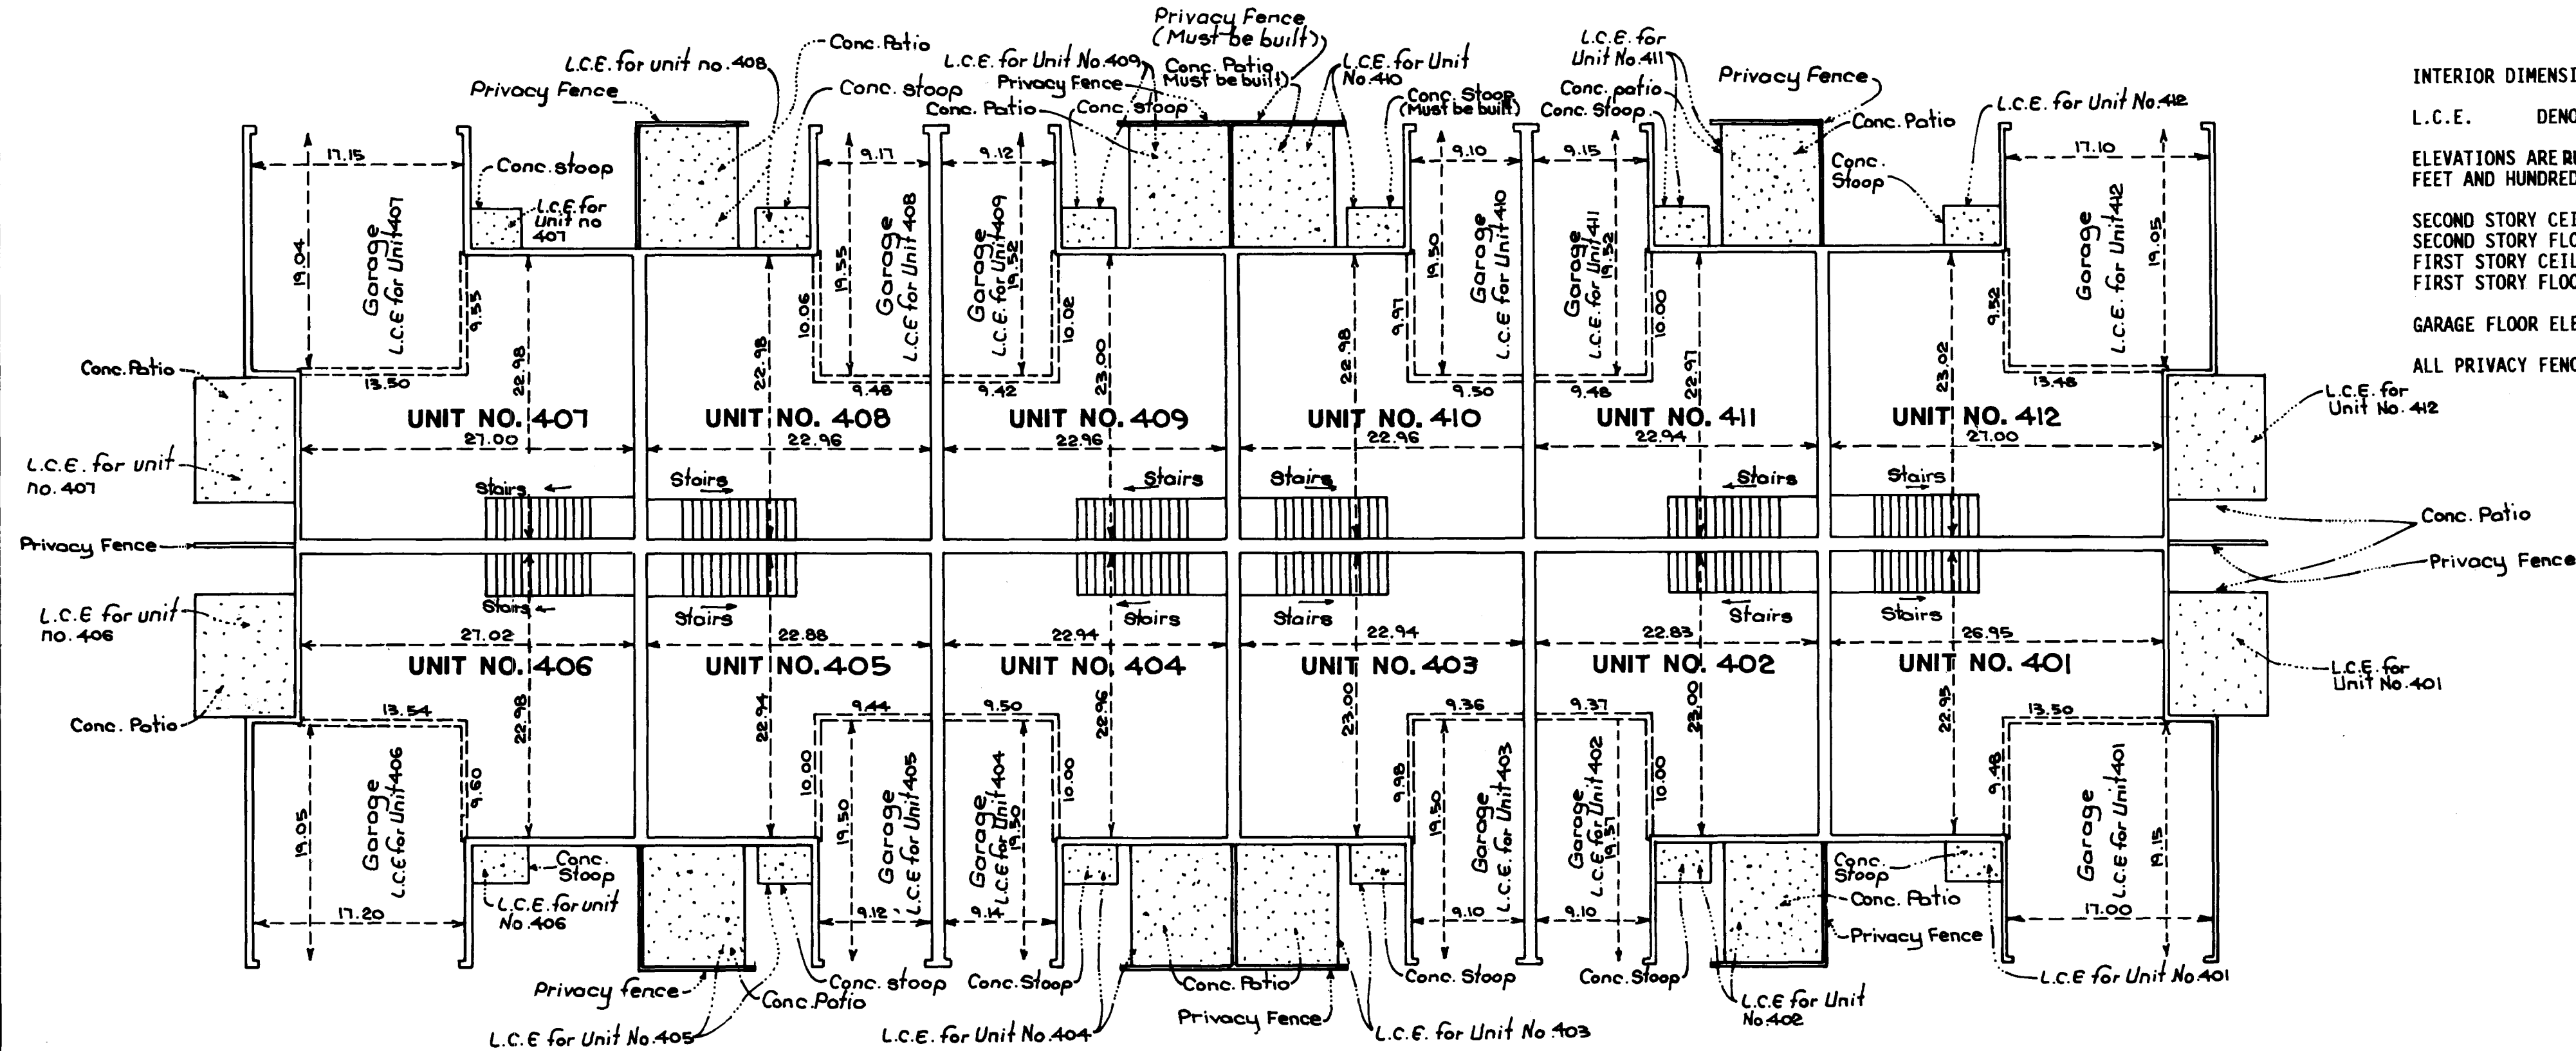 Privacy Fence
(Must be built)
Conc. Patio
L.C.E. for unit no. 408
Privacy Fence
Conc. stoop
L.C.E. for Unit No. 409
Privacy Fence
Conc. Patio
Must be built)
L.C.E. for Unit
No. 410
Conc. Patio
Conc. stoop
Conc. Stoop
(Must be built)
L.C.E. for
Unit No. 411
Conc. patio
Conc. Stoop
Privacy Fence
Conc. Patio
Conc.
Stoop
L.C.E. for Unit No. 412
INTERIOR DIMENSI
L.C.E. DENO
ELEVATIONS ARE RU
FEET AND HUNDRED
SECOND STORY CEI
SECOND STORY FLO
FIRST STORY CEIL
FIRST STORY FLOO
GARAGE FLOOR ELE
ALL PRIVACY FENC
17.15
9.17
9.12
9.10
9.15
17.10
Conc. stoop
L.C.E. for
Unit no
407
19.04
Garage
L.C.E for Unit 407
9.55
22.98
22.98
10.06
19.55
Garage
L.C.E for Unit 408
Garage
L.C.E. for Unit 409
19.52
10.02
23.00
22.98
9.97
19.50
Garage
L.C.E for Unit 410
Garage
L.C.E. for Unit 411
19.52
10.00
22.97
23.02
9.52
Garage
L.C.E. for Unit 412
19.05
13.50
9.48
9.42
9.50
9.48
13.48
Conc. Patio
L.C.E. for unit
no. 407
L.C.E. for
Unit No. 412
UNIT NO. 407
UNIT NO. 408
UNIT NO. 409
UNIT NO. 410
UNIT NO. 411
UNIT NO. 412
27.00
22.96
22.96
22.96
22.94
27.00
Stairs
Stairs
Stairs
Stairs
Stairs
Stairs
Privacy Fence
Conc. Patio
Privacy Fence
Stairs
Stairs
Stairs
Stairs
Stairs
Stairs
L.C.E for unit
no. 406
Conc. Patio
27.02
22.88
22.94
22.94
22.83
26.95
UNIT NO. 406
UNIT NO. 405
UNIT NO. 404
UNIT NO. 403
UNIT NO. 402
UNIT NO. 401
L.C.E. for
Unit No. 401
13.54
9.44
9.50
9.36
9.37
13.50
19.05
Garage
L.C.E for Unit 406
9.60
22.98
22.94
10.00
19.50
Garage
L.C.E for Unit 405
Garage
L.C.E for Unit 404
19.50
10.00
22.96
23.00
9.98
19.50
Garage
L.C.E for Unit 403
Garage
L.C.E for Unit 402
19.57
10.00
23.00
22.95
9.48
Garage
L.C.E for Unit 401
19.15
17.20
9.12
9.14
9.10
9.10
17.00
Conc.
Stoop
L.C.E. for unit
No. 406
Conc.
Stoop
Conc. Patio
Privacy Fence
Privacy fence
Conc. Patio
Conc. stoop
Conc. Stoop
Conc. Patio
Conc. Stoop
Conc. Stoop
L.C.E for Unit No. 401
L.C.E for Unit No. 405
L.C.E. for Unit No. 404
Privacy Fence
L.C.E. for Unit No. 403
L.C.E for Unit
No. 402